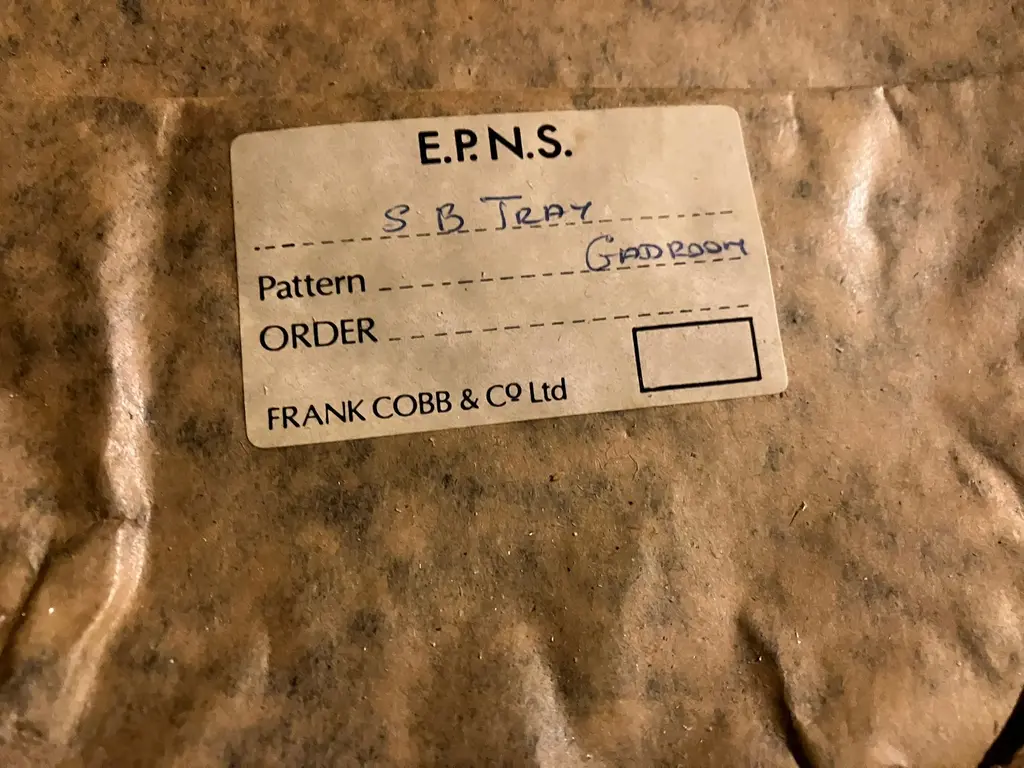 E.P.N.S.
S B TRAY
Pattern GADROON
ORDER
FRANK COBB & Cº Ltd